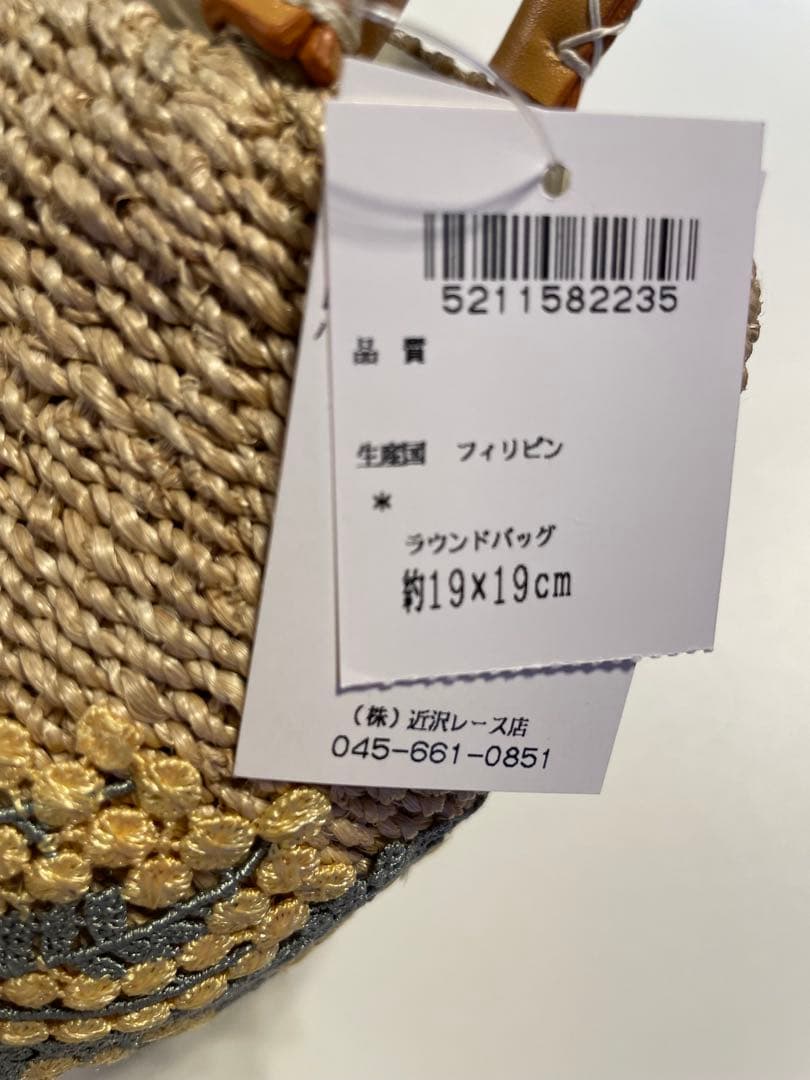 5211582235
品 質
生産国 フィリピン
*
ラウンドバッグ
約19×19cm
(株)近沢レース店
045-661-0851